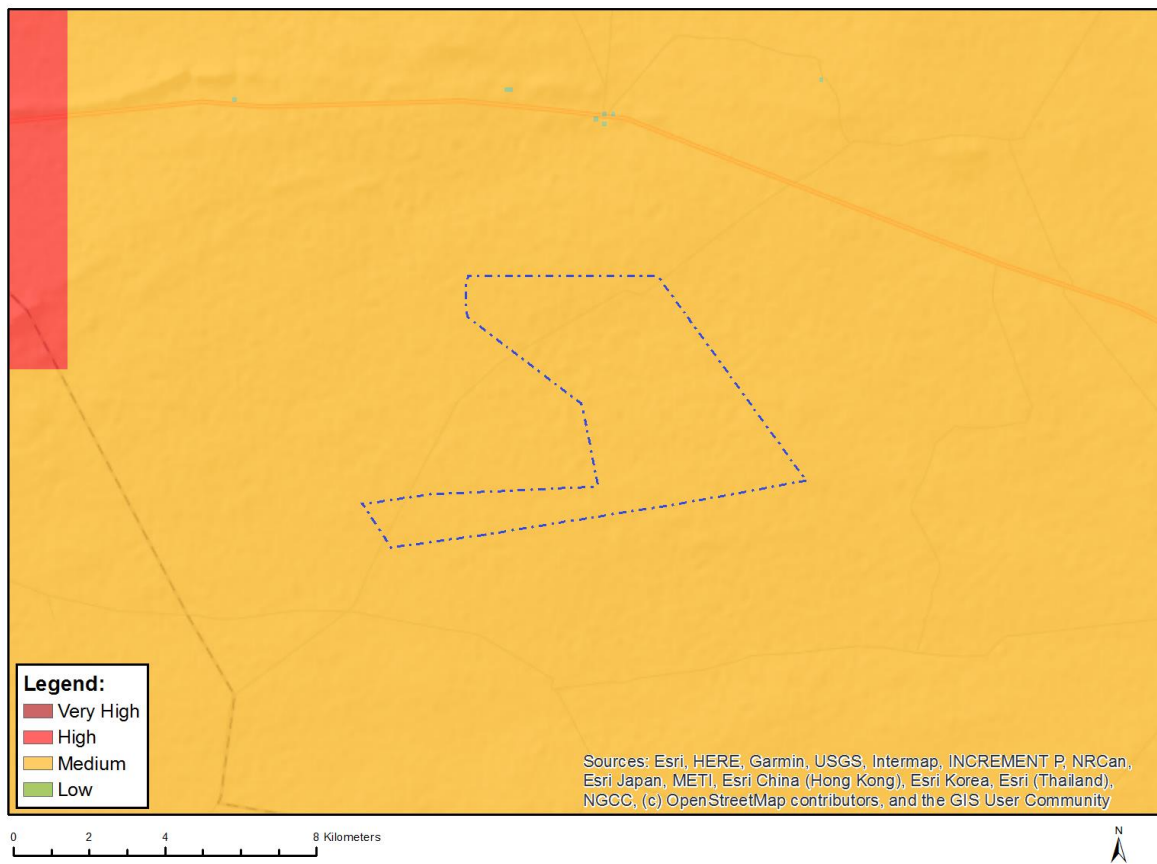 Legend:
Very High
High
Medium
Low
Sources: Esri, HERE, Garmin, USGS, Intermap, INCREMENT P, NRCan,
Esri Japan, METI, Esri China (Hong Kong), Esri Korea, Esri (Thailand),
NGCC, (c) OpenStreetMap contributors, and the GIS User Community
0 2 4 8 Kilometers
N